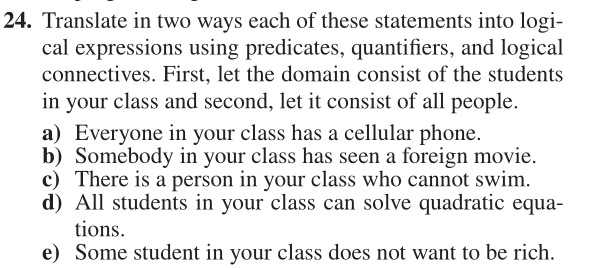 24. Translate in two ways each of these statements into logi-
cal expressions using predicates, quantifiers, and logical
connectives. First, let the domain consist of the students
in your class and second, let it consist of all people.
a) Everyone in your class has a cellular phone.
b) Somebody in your class has seen a foreign movie.
c) There is a person in your class who cannot swim.
d) All students in your class can solve quadratic equa-
tions.
e) Some student in your class does not want to be rich.